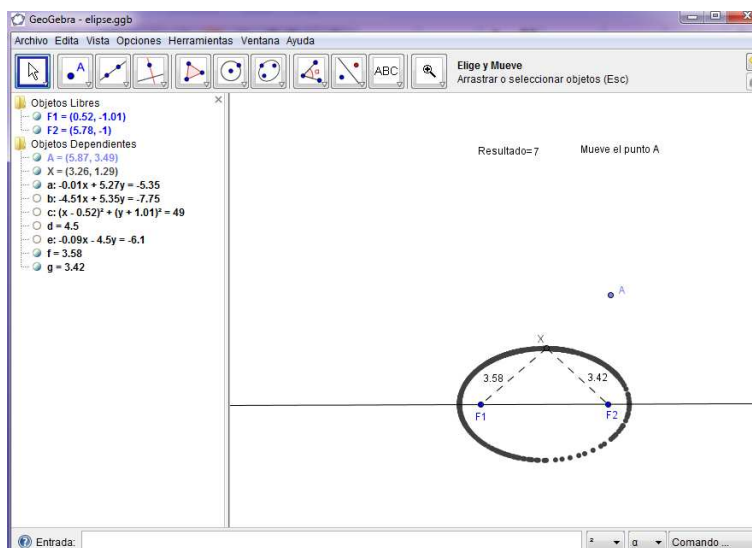 GeoGebra - elipse.ggb
Archivo Edita Vista Opciones Herramientas Ventana Ayuda
A
ABC
α
Elige y Mueve
Arrastrar o seleccionar objetos (Esc)
Objetos Libres
F1 = (0.52, -1.01)
F2 = (5.78, -1)
Objetos Dependientes
A = (5.87, 3.49)
X = (3.26, 1.29)
a: -0.01x + 5.27y = -5.35
b: -4.51x + 5.35y = -7.75
c: (x - 0.52)² + (y + 1.01)² = 49
d = 4.5
e: -0.09x - 4.5y = -6.1
f = 3.58
g = 3.42
Resultado=7 Mueve el punto A
A
X
3.58 3.42
F1 F2
Entrada: ² α Comando ...